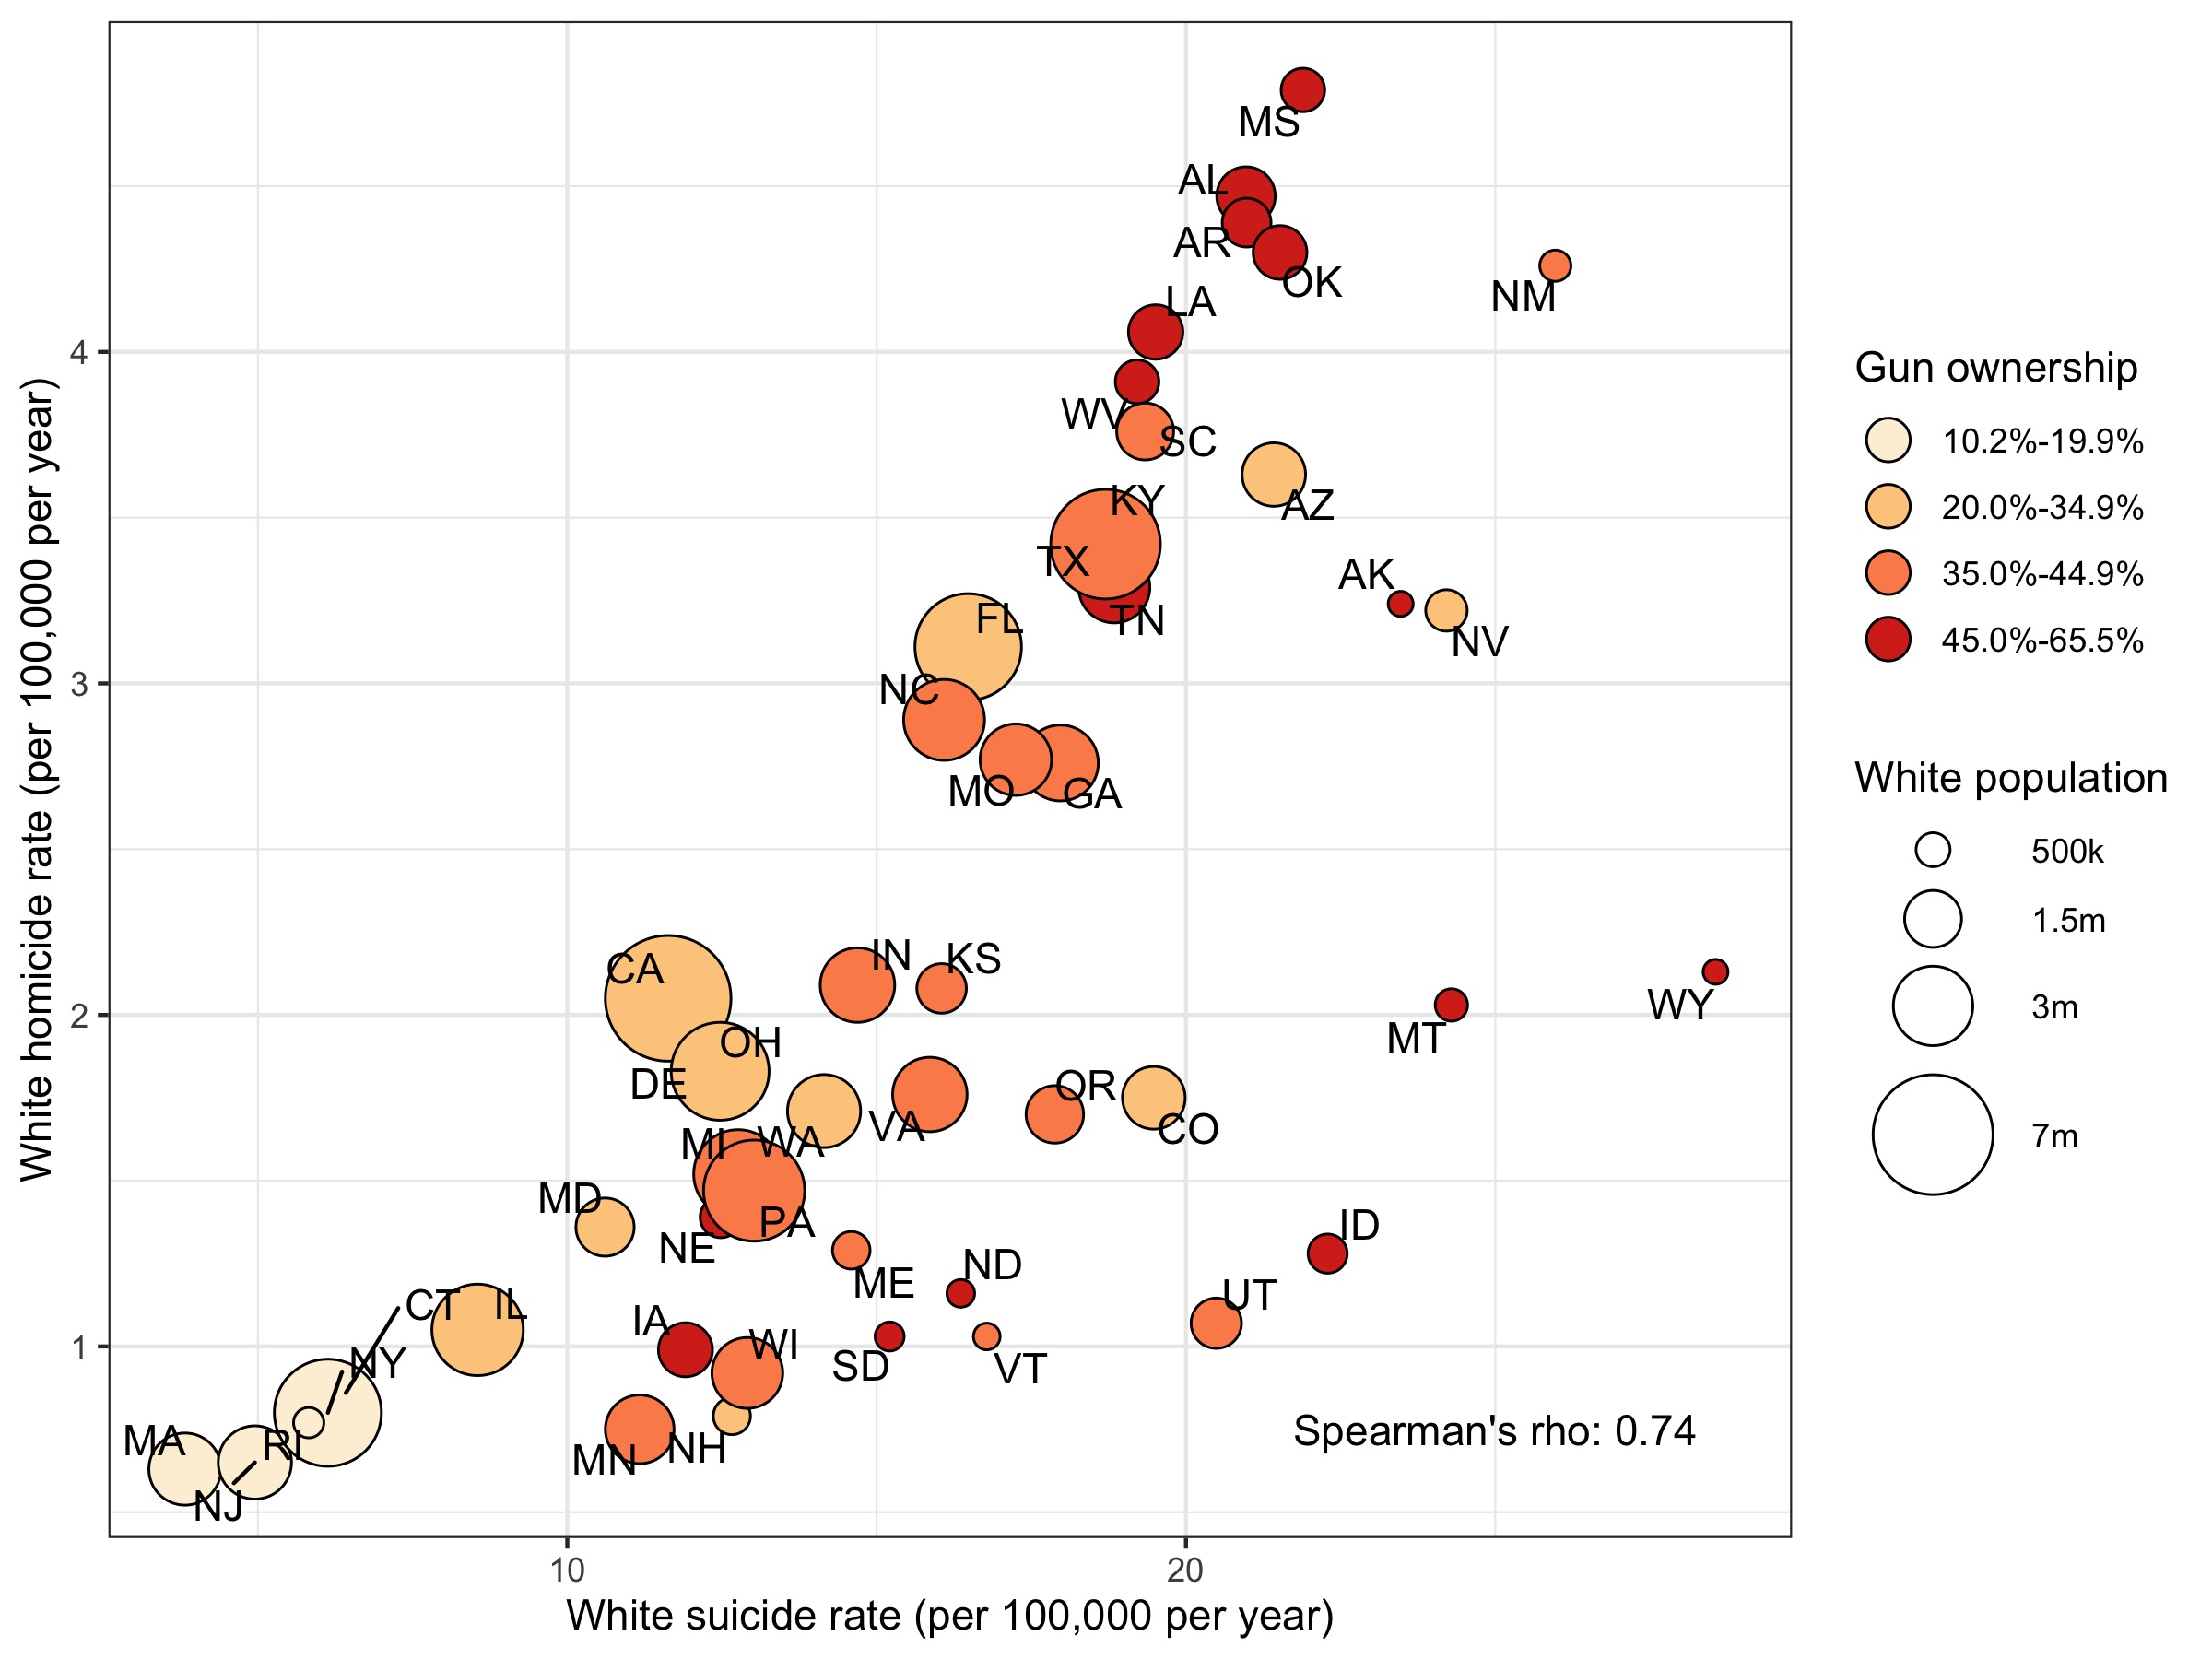 MS
AL
AR
OK
NM
LA
WV
SC
KY
AZ
TX
AK
TN
FL
NV
NC
MO
GA
CA
IN
KS
WY
MT
OH
DE
OR
VA
CO
MI
WA
MD
PA
NE
ID
ND
ME
UT
CT
IL
IA
WI
NY
SD
VT
MA
RI
MN
NH
NJ
Spearman's rho: 0.74
4
3
2
1
10
20
White suicide rate (per 100,000 per year)
White homicide rate (per 100,000 per year)
Gun ownership
10.2%-19.9%
20.0%-34.9%
35.0%-44.9%
45.0%-65.5%
White population
500k
1.5m
3m
7m